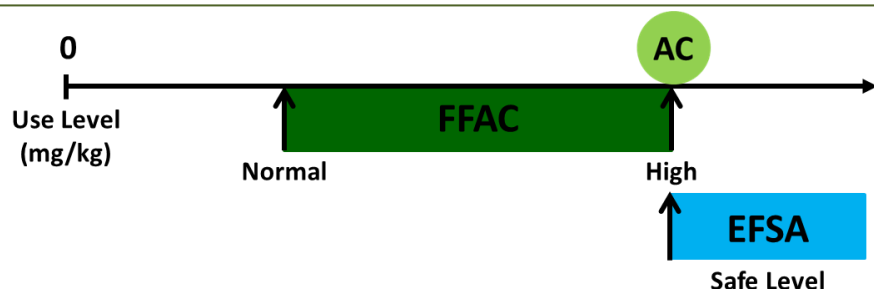 0
AC
Use Level
(mg/kg)
FFAC
Normal
High
EFSA
Safe Level